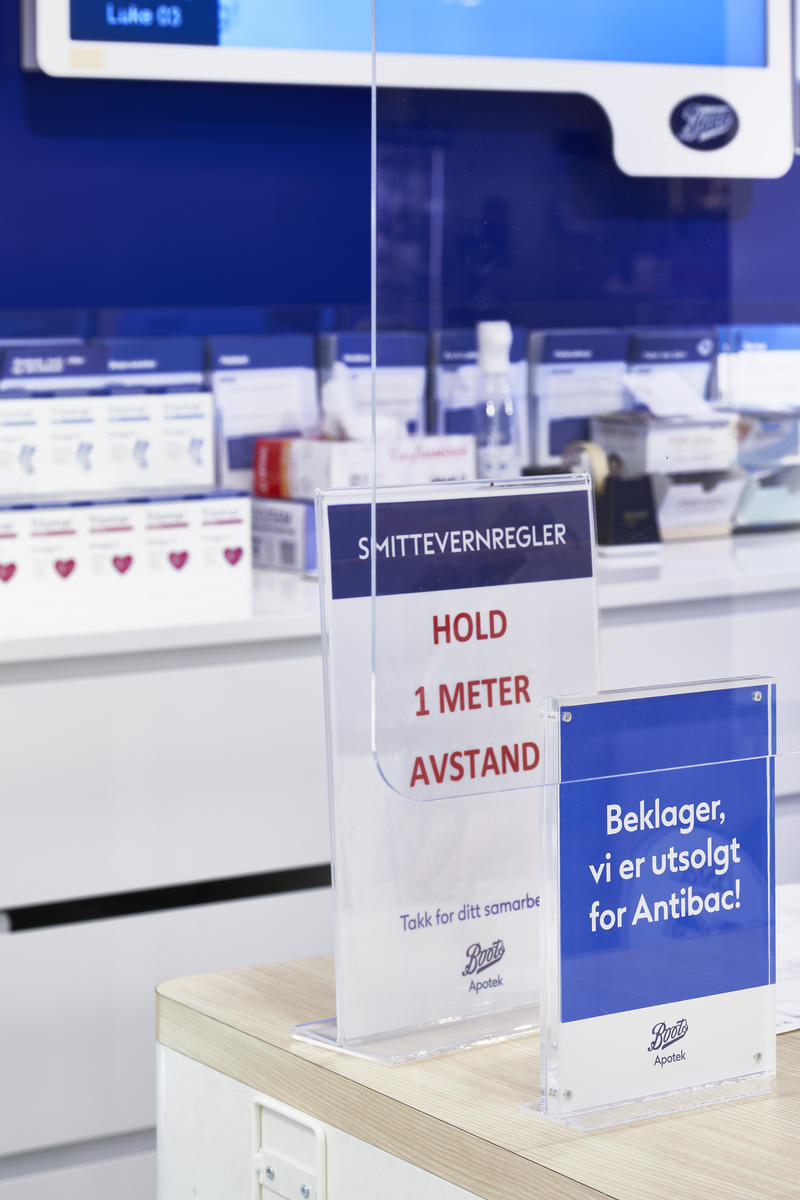 Luke 03
Boots
SMITTEVERNREGLER
HOLD
1 METER
AVSTAND
Takk for ditt samarbe
Boots
Apotek
Beklager,
vi er utsolgt
for Antibac!
Boots
Apotek